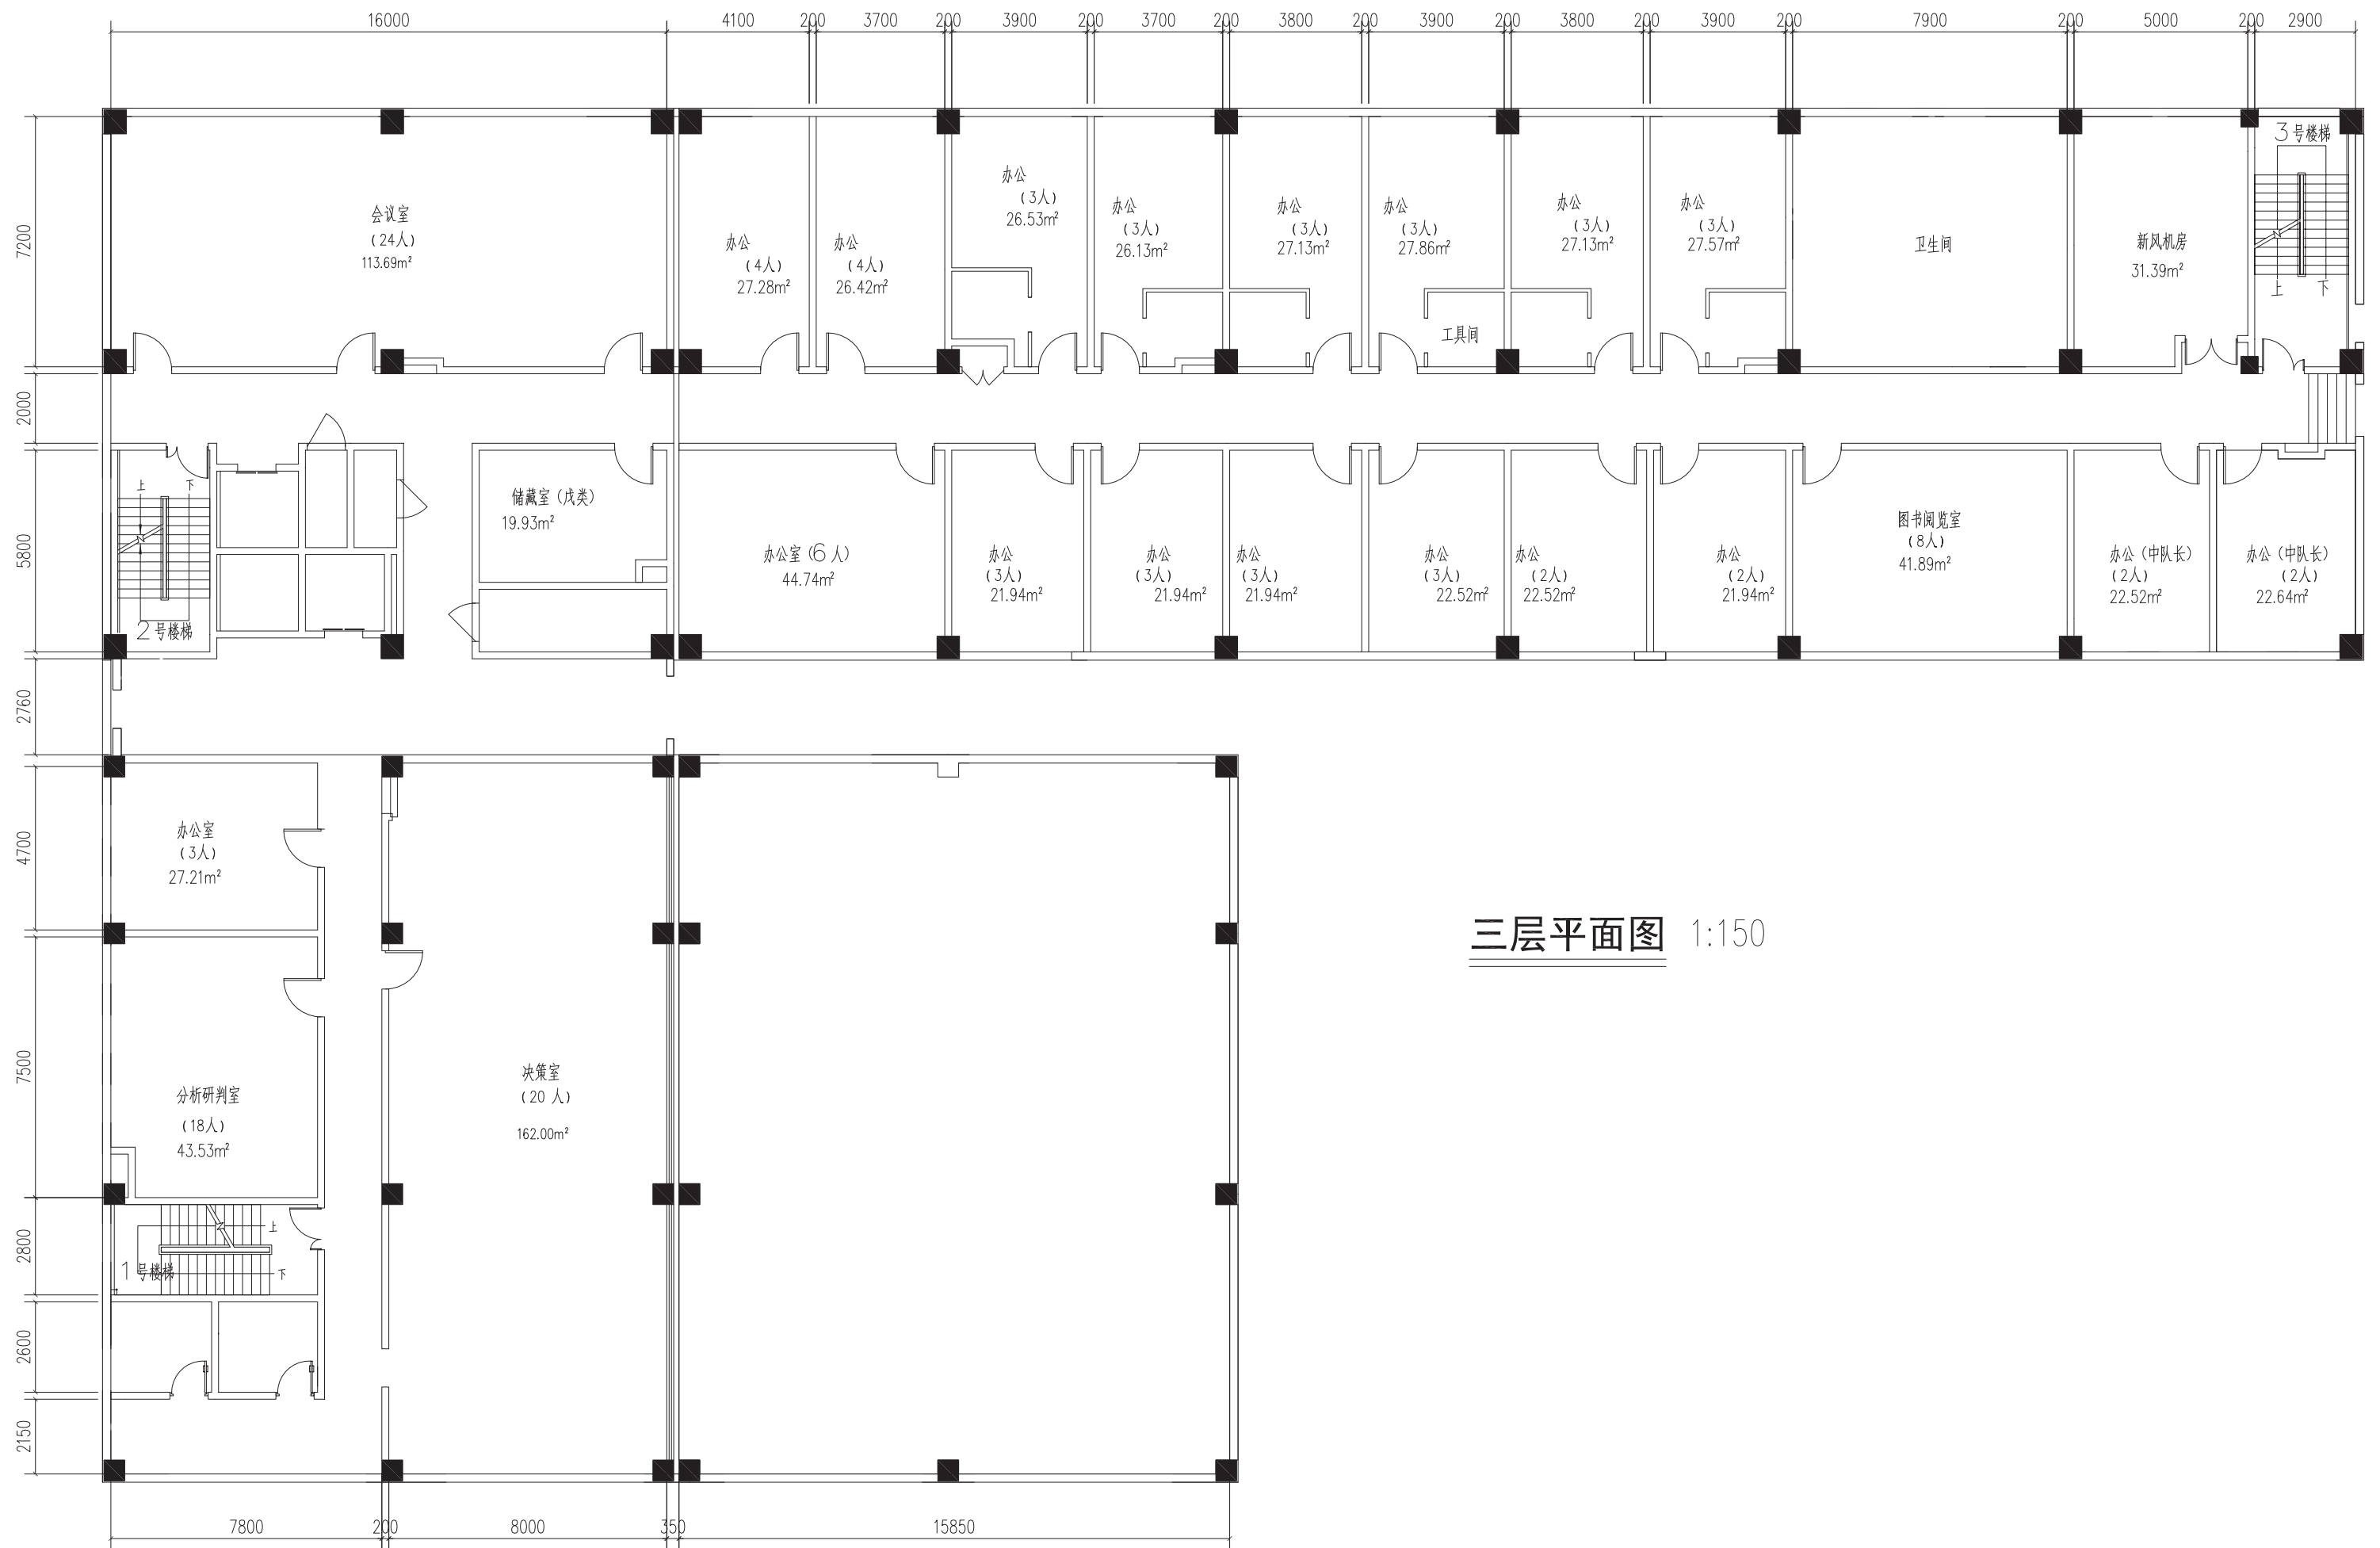 16000 4100 200 3700 200 3900 200 3700 200 3800 200 3900 200 3800 200 3900 200 7900 200 5000 200 2900
7200
2000
5800
2760
4700
7500
2800
2600
2150
会议室
(24人)
113.69m²
办公
(4人)
27.28m²
办公
(4人)
26.42m²
办公
(3人)
26.53m²
办公
(3人)
26.13m²
办公
(3人)
27.13m²
办公
(3人)
27.86m²
工具间
办公
(3人)
27.13m²
办公
(3人)
27.57m²
卫生间
新风机房
31.39m²
3号楼梯
上 下
上 下
2号楼梯
储藏室(戊类)
19.93m²
办公室(6人)
44.74m²
办公
(3人)
21.94m²
办公
(3人)
21.94m²
办公
(3人)
21.94m²
办公
(3人)
22.52m²
办公
(2人)
22.52m²
办公
(2人)
21.94m²
图书阅览室
(8人)
41.89m²
办公(中队长)
(2人)
22.52m²
办公(中队长)
(2人)
22.64m²
办公室
(3人)
27.21m²
分析研判室
(18人)
43.53m²
上
1号楼梯
下
决策室
(20 人)
162.00m²
三层平面图 1:150
7800 200 8000 350 15850